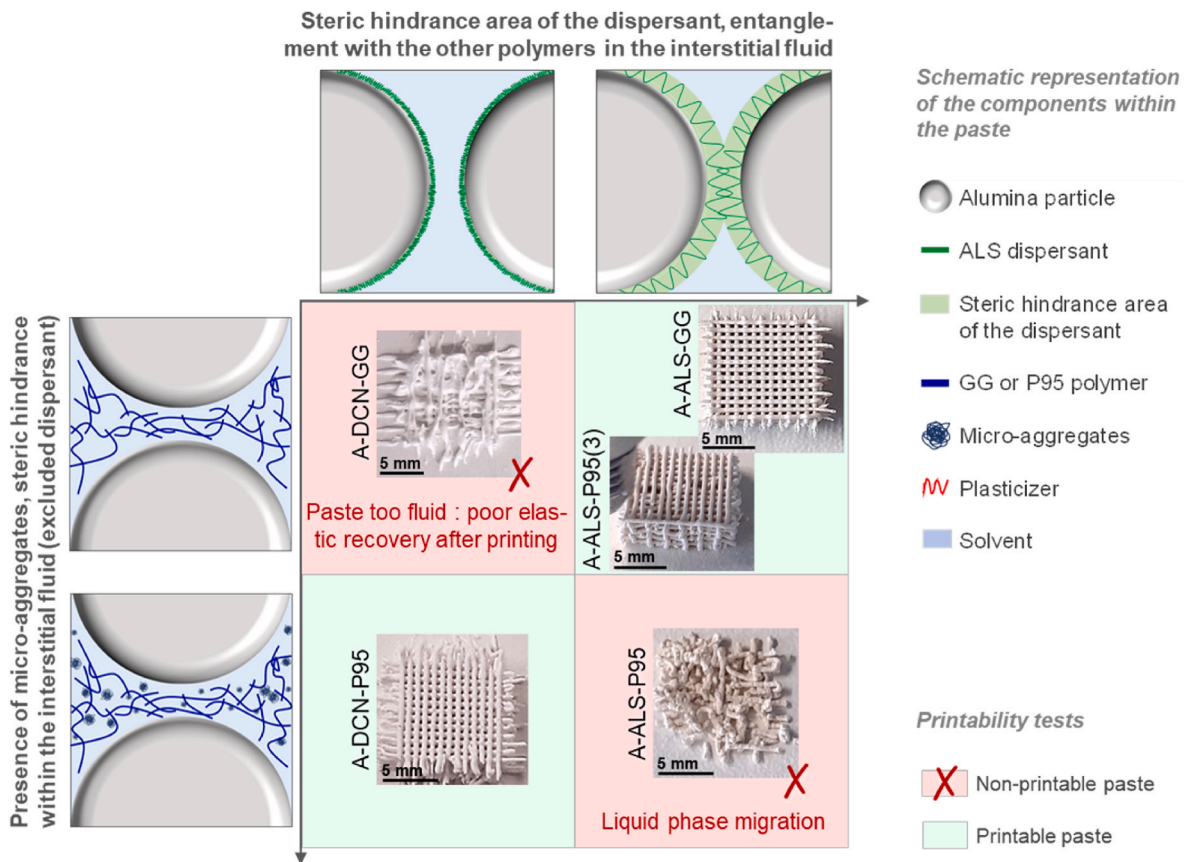 Steric hindrance area of the dispersant, entangle-
ment with the other polymers in the interstitial fluid
Presence of micro-aggregates, steric hindrance
within the interstitial fluid (excluded dispersant)
A-DCN-GG
5 mm
Paste too fluid : poor elas-
tic recovery after printing
A-ALS-GG
5 mm
A-ALS-P95(3)
5 mm
A-DCN-P95
5 mm
A-ALS-P95
5 mm
Liquid phase migration
Schematic representation
of the components within
the paste
Alumina particle
ALS dispersant
Steric hindrance area
of the dispersant
GG or P95 polymer
Micro-aggregates
Plasticizer
Solvent
Printability tests
Non-printable paste
Printable paste